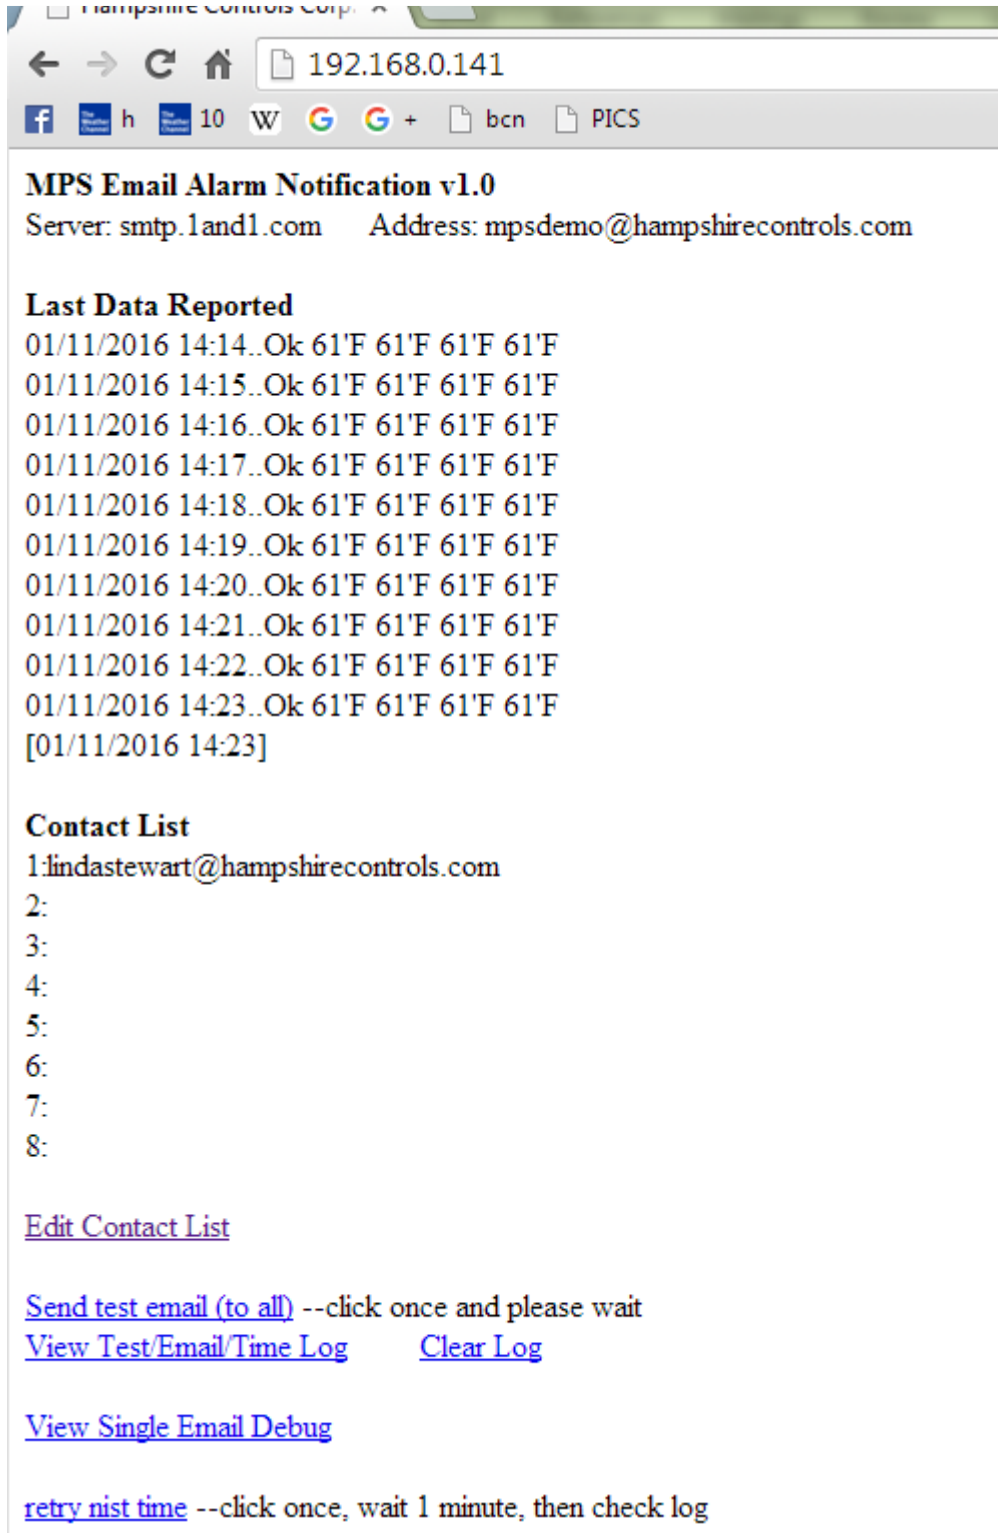 Hampshire Controls Corp.
192.168.0.141
h 10 W G G + bcn PICS
MPS Email Alarm Notification v1.0
Server: smtp.1and1.com Address: mpsdemo@hampshirecontrols.com
Last Data Reported
01/11/2016 14:14..Ok 61'F 61'F 61'F 61'F
01/11/2016 14:15..Ok 61'F 61'F 61'F 61'F
01/11/2016 14:16..Ok 61'F 61'F 61'F 61'F
01/11/2016 14:17..Ok 61'F 61'F 61'F 61'F
01/11/2016 14:18..Ok 61'F 61'F 61'F 61'F
01/11/2016 14:19..Ok 61'F 61'F 61'F 61'F
01/11/2016 14:20..Ok 61'F 61'F 61'F 61'F
01/11/2016 14:21..Ok 61'F 61'F 61'F 61'F
01/11/2016 14:22..Ok 61'F 61'F 61'F 61'F
01/11/2016 14:23..Ok 61'F 61'F 61'F 61'F
[01/11/2016 14:23]
Contact List
1:lindastewart@hampshirecontrols.com
2:
3:
4:
5:
6:
7:
8:
Edit Contact List
Send test email (to all) --click once and please wait
View Test/Email/Time Log Clear Log
View Single Email Debug
retry nist time --click once, wait 1 minute, then check log